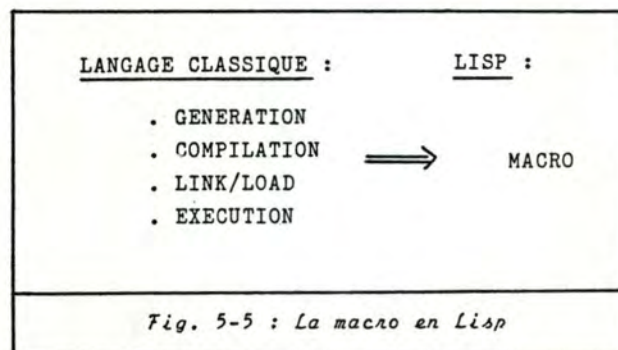 LANGAGE CLASSIQUE : LISP :
. GENERATION
. COMPILATION
. LINK/LOAD ⟹ MACRO
. EXECUTION
Fig. 5-5 : La macro en Lisp